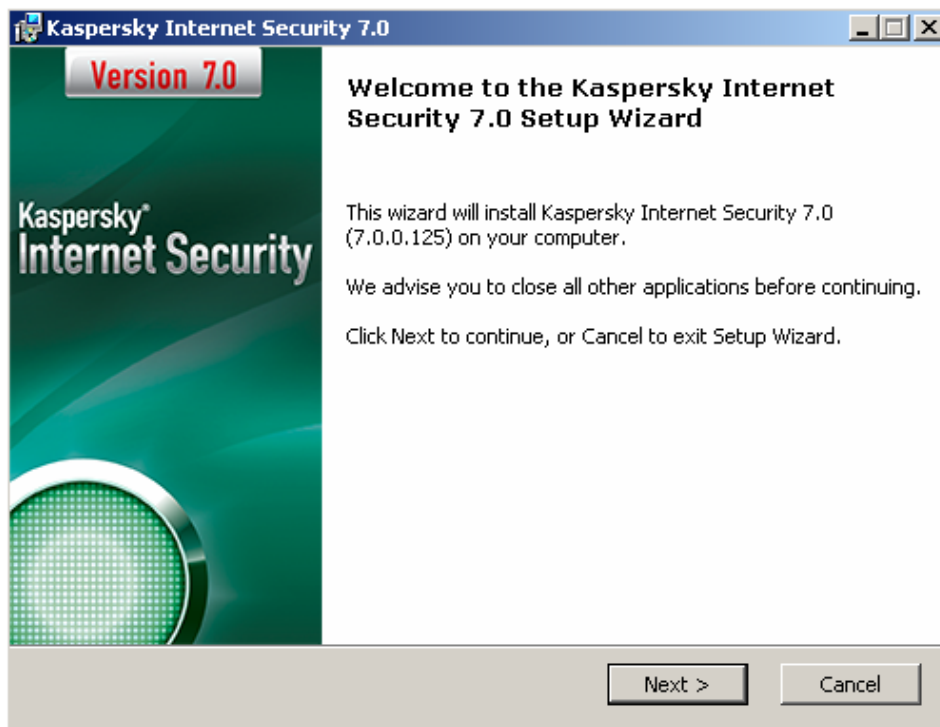 Kaspersky Internet Security 7.0
Version 7.0
Kaspersky®
Internet Security
Welcome to the Kaspersky Internet
Security 7.0 Setup Wizard
This wizard will install Kaspersky Internet Security 7.0
(7.0.0.125) on your computer.
We advise you to close all other applications before continuing.
Click Next to continue, or Cancel to exit Setup Wizard.
Next >
Cancel